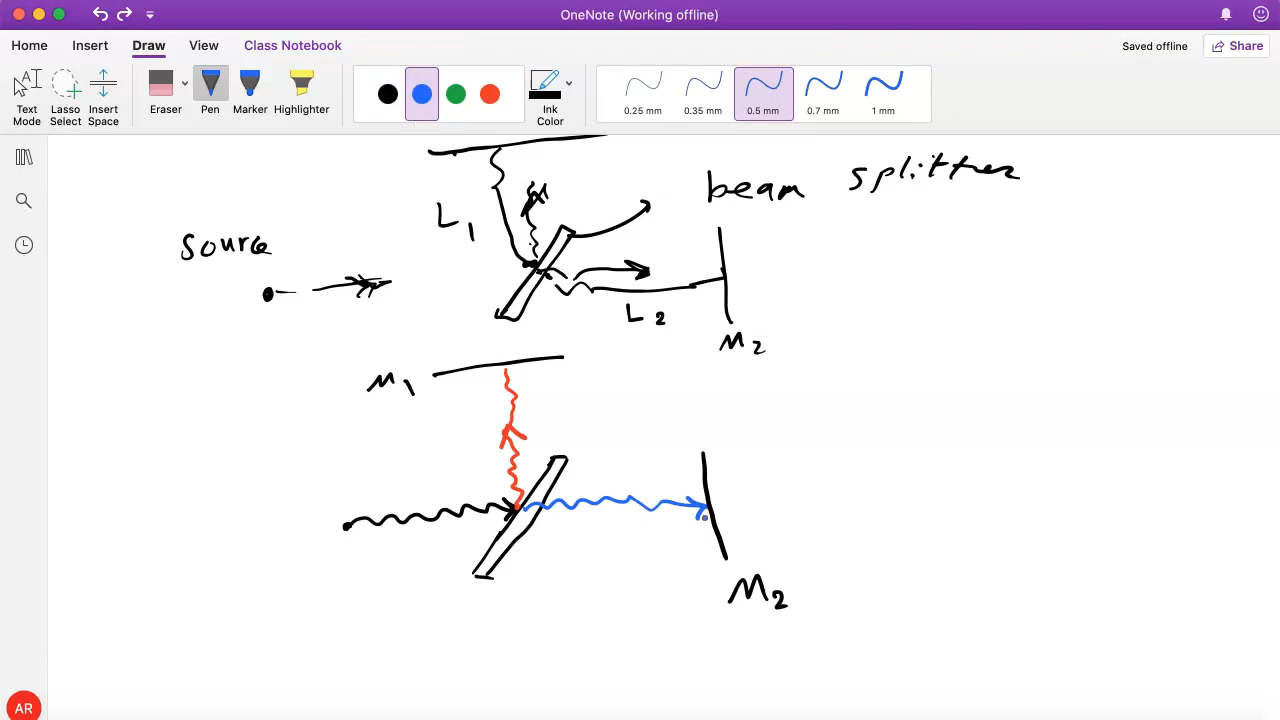 OneNote (Working offline)
Home Insert Draw View Class Notebook
Saved offline Share
Text Mode
Lasso Select
Insert Space
Eraser
Pen
Marker
Highlighter
Ink Color
0.25 mm 0.35 mm 0.5 mm 0.7 mm 1 mm
beam splitter
L1
Source
L2
M2
M1
M2
AR